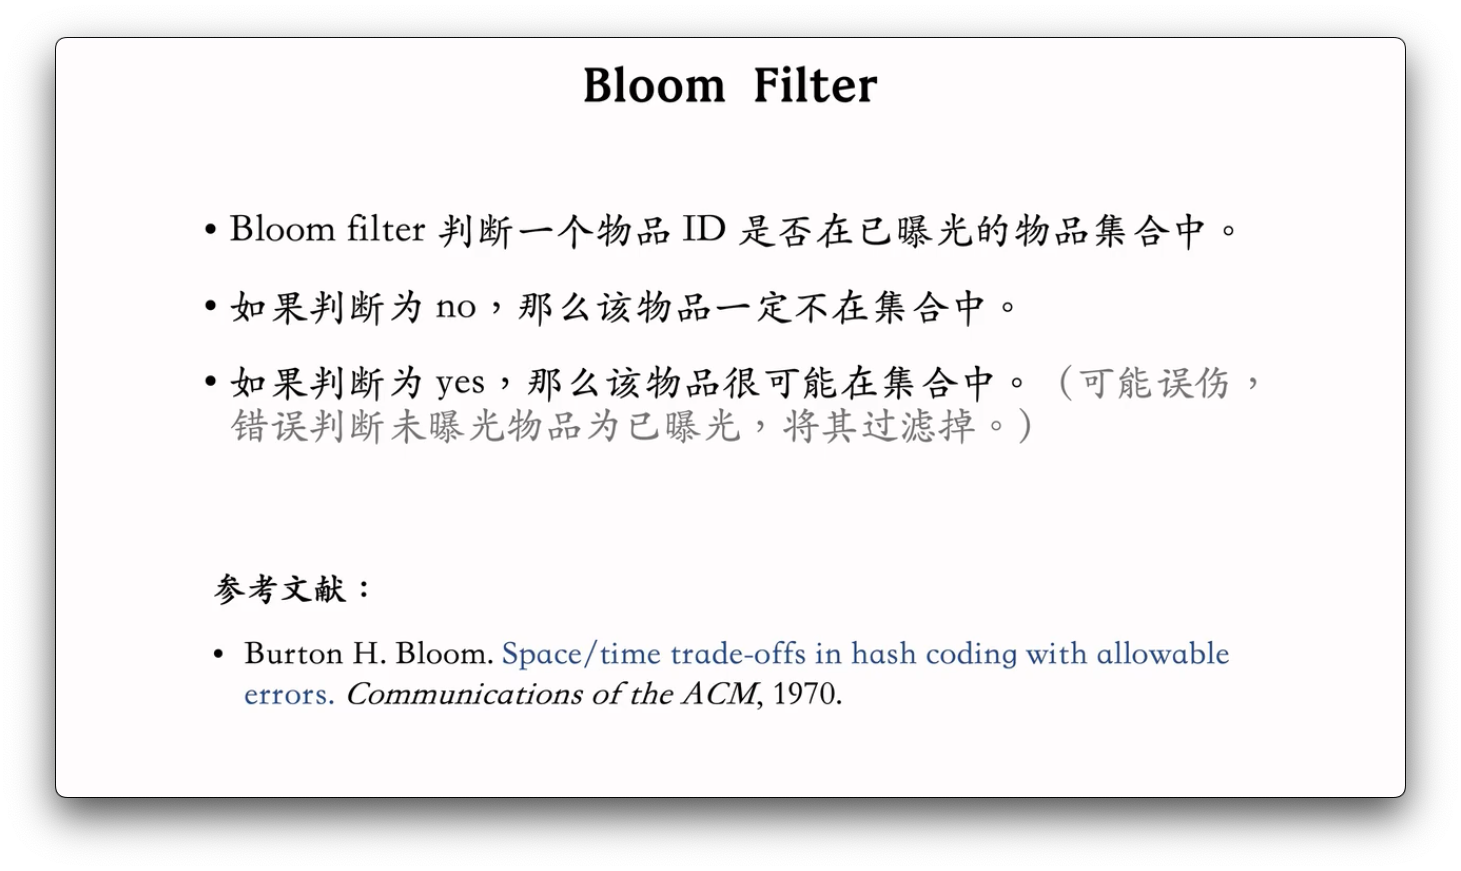 Bloom Filter
• Bloom filter 判断一个物品 ID 是否在已曝光的物品集合中。
• 如果判断为 no，那么该物品一定不在集合中。
• 如果判断为 yes，那么该物品很可能在集合中。（可能误伤，
错误判断未曝光物品为已曝光，将其过滤掉。）
参考文献：
• Burton H. Bloom. Space/time trade-offs in hash coding with allowable
errors. Communications of the ACM, 1970.